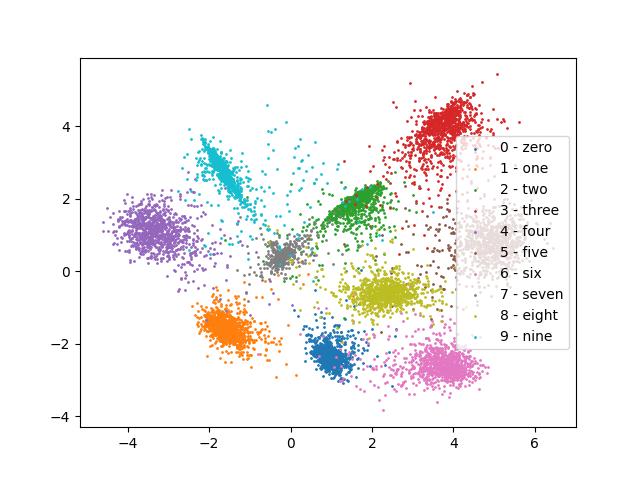 4
2
0
−2
−4
−4
−2
0
2
4
6
0 - zero
1 - one
2 - two
3 - three
4 - four
5 - five
6 - six
7 - seven
8 - eight
9 - nine